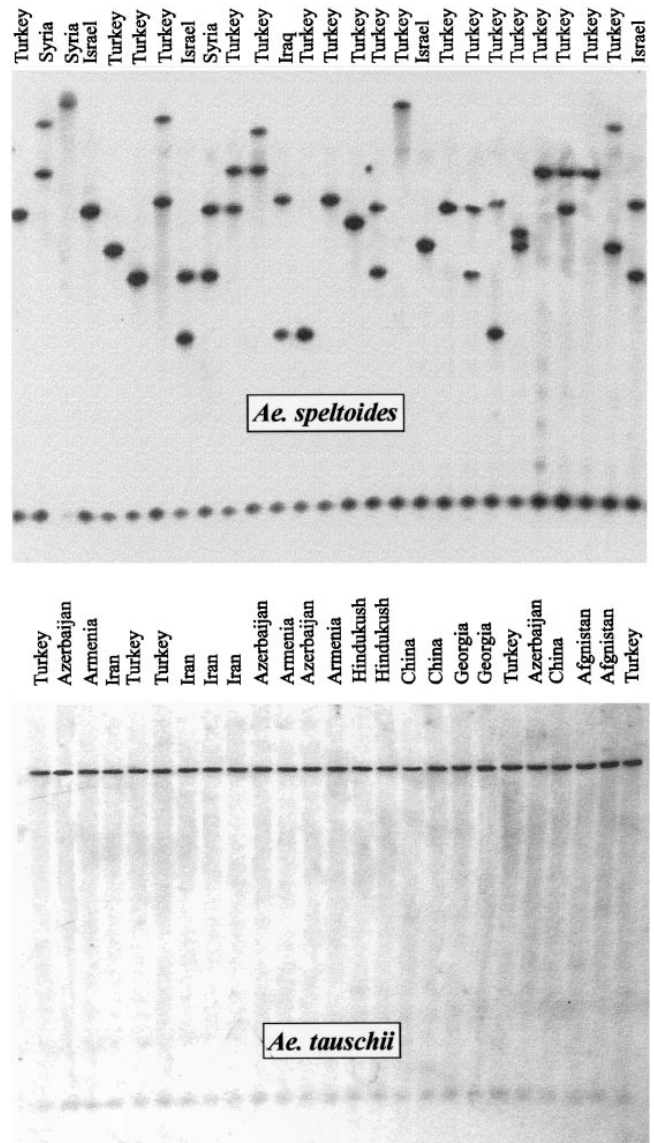 Turkey
Syria
Syria
Israel
Turkey
Turkey
Turkey
Israel
Syria
Turkey
Turkey
Iraq
Turkey
Turkey
Turkey
Turkey
Turkey
Israel
Turkey
Turkey
Turkey
Turkey
Turkey
Turkey
Turkey
Turkey
Israel
Ae. speltoides
Turkey
Azerbaijan
Armenia
Iran
Turkey
Turkey
Iran
Iran
Iran
Azerbaijan
Armenia
Azerbaijan
Armenia
Hindukush
Hindukush
China
China
Georgia
Georgia
Turkey
Azerbaijan
China
Afgnistan
Afgnistan
Turkey
Ae. tauschii